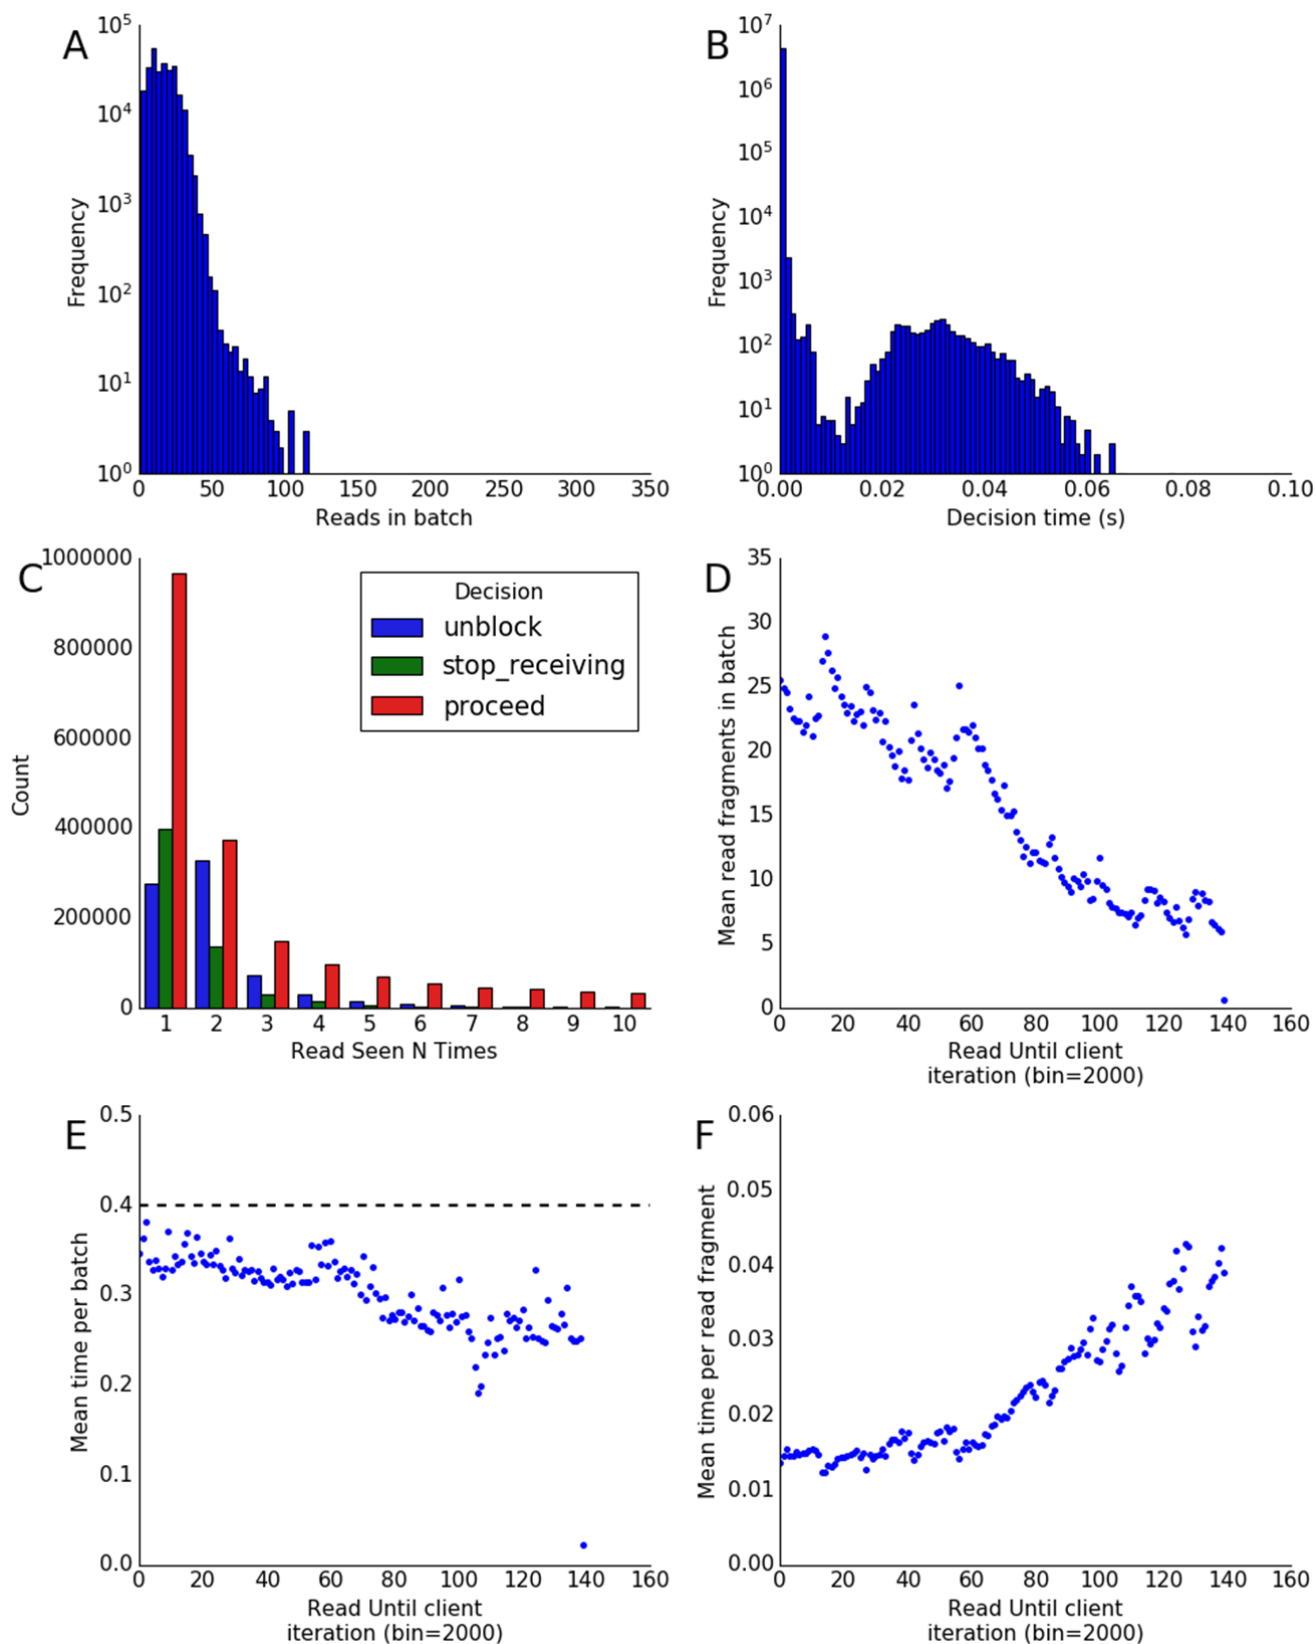 A
10^5
10^4
10^3
10^2
10^1
10^0
Frequency
0 50 100 150 200 250 300 350
Reads in batch
B
10^7
10^6
10^5
10^4
10^3
10^2
10^1
10^0
Frequency
0.00 0.02 0.04 0.06 0.08 0.10
Decision time (s)
C
1000000
800000
600000
400000
200000
0
Count
Decision
unblock
stop_receiving
proceed
1 2 3 4 5 6 7 8 9 10
Read Seen N Times
D
35
30
25
20
15
10
5
0
Mean read fragments in batch
0 20 40 60 80 100 120 140 160
Read Until client
iteration (bin=2000)
E
0.5
0.4
0.3
0.2
0.1
0.0
Mean time per batch
0 20 40 60 80 100 120 140 160
Read Until client
iteration (bin=2000)
F
0.06
0.05
0.04
0.03
0.02
0.01
0.00
Mean time per read fragment
0 20 40 60 80 100 120 140 160
Read Until client
iteration (bin=2000)